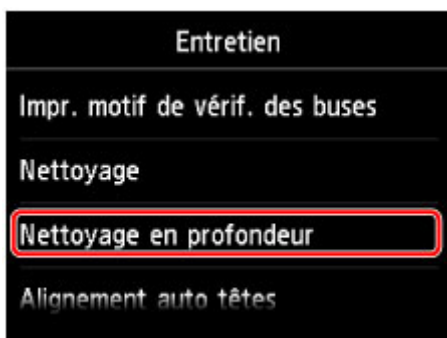 Entretien
Impr. motif de vérif. des buses
Nettoyage
Nettoyage en profondeur
Alignement auto têtes